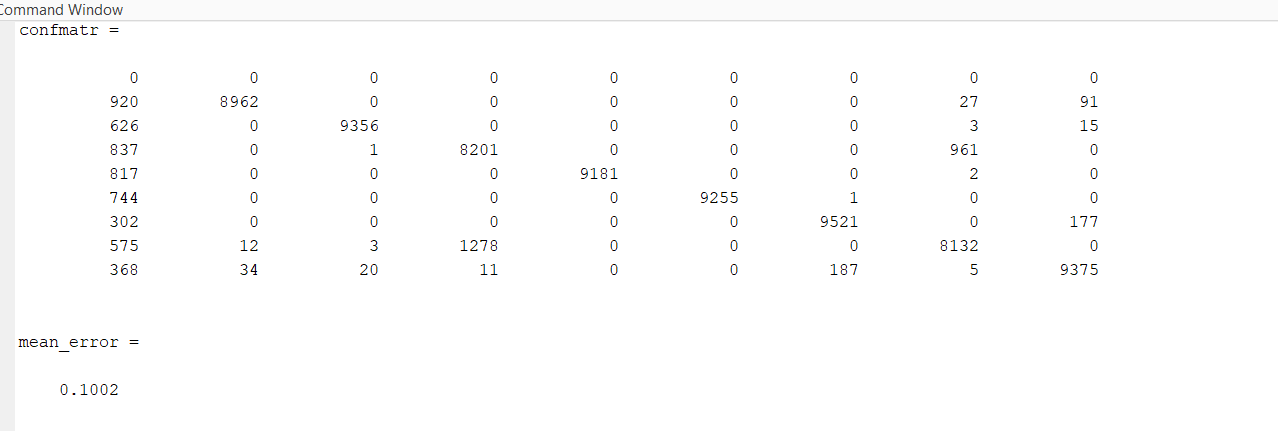 Command Window
confmatr =
0 0 0 0 0 0 0 0 0
920 8962 0 0 0 0 0 27 91
626 0 9356 0 0 0 0 3 15
837 0 1 8201 0 0 0 961 0
817 0 0 0 9181 0 0 2 0
744 0 0 0 0 9255 1 0 0
302 0 0 0 0 0 9521 0 177
575 12 3 1278 0 0 0 8132 0
368 34 20 11 0 0 187 5 9375
mean_error =
0.1002